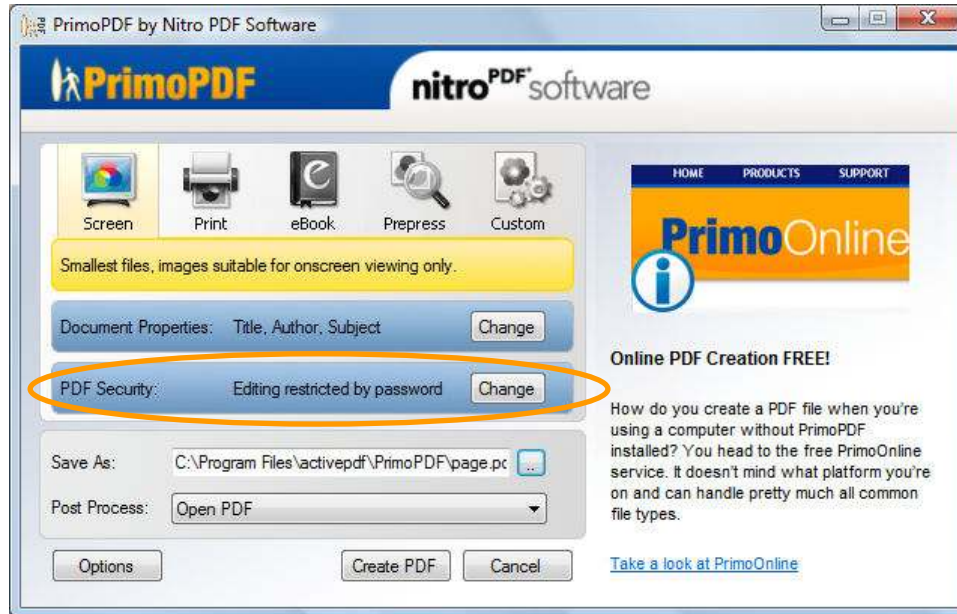 PrimoPDF by Nitro PDF Software
PrimoPDF
nitroPDF® software
Screen
Print
eBook
Prepress
Custom
Smallest files, images suitable for onscreen viewing only.
Document Properties: Title, Author, Subject Change
PDF Security: Editing restricted by password Change
Save As: C:\Program Files\activepdf\PrimoPDF\page.pc ...
Post Process: Open PDF
Options
Create PDF
Cancel
HOME PRODUCTS SUPPORT
PrimoOnline
i
Online PDF Creation FREE!
How do you create a PDF file when you're
using a computer without PrimoPDF
installed? You head to the free PrimoOnline
service. It doesn't mind what platform you're
on and can handle pretty much all common
file types.
Take a look at PrimoOnline